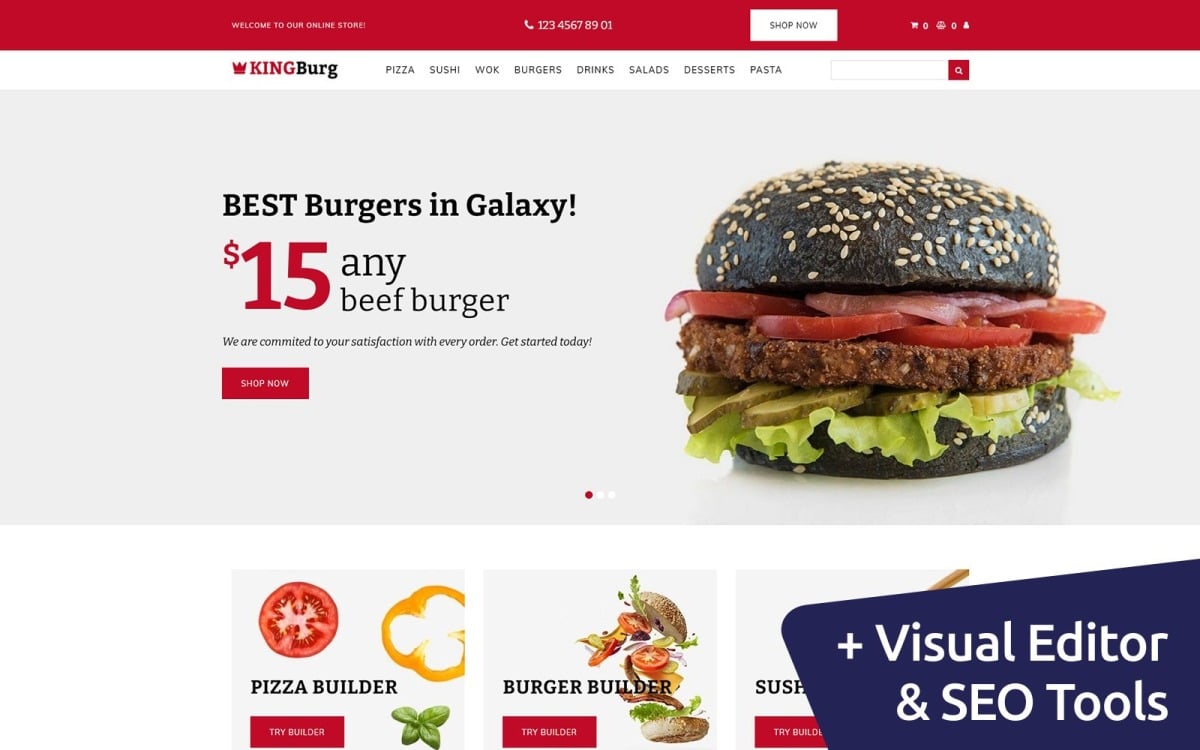 WELCOME TO OUR ONLINE STORE!
123 4567 89 01
SHOP NOW
0
0
KINGBurg
PIZZA SUSHI WOK BURGERS DRINKS SALADS DESSERTS PASTA
BEST Burgers in Galaxy!
$15 any
beef burger
We are commited to your satisfaction with every order. Get started today!
SHOP NOW
PIZZA BUILDER
TRY BUILDER
BURGER BUILDER
TRY BUILDER
SUSH
TRY BUILD
+ Visual Editor
& SEO Tools